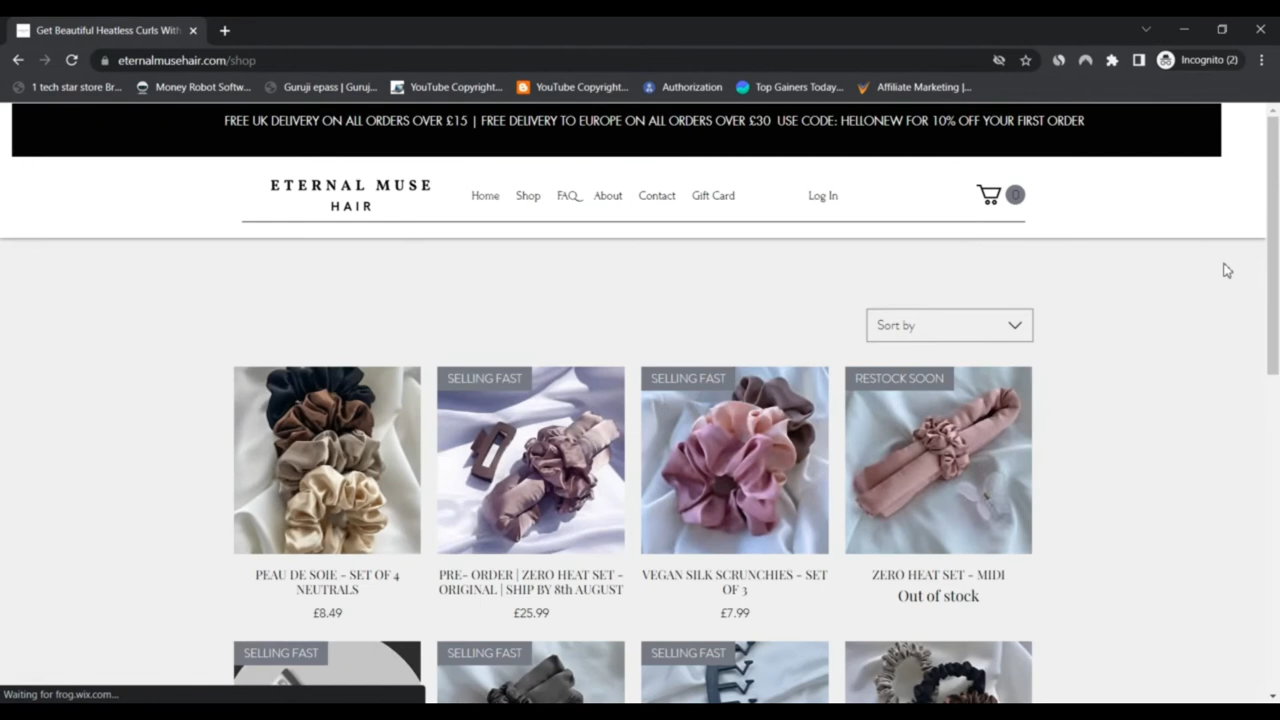 Get Beautiful Heatless Curls With
eternalmusehair.com/shop
Incognito (2)
1 tech star store Br...
Money Robot Softw...
Guruji epass | Guruj...
YouTube Copyright...
YouTube Copyright...
Authorization
Top Gainers Today...
Affiliate Marketing |...
FREE UK DELIVERY ON ALL ORDERS OVER £15 | FREE DELIVERY TO EUROPE ON ALL ORDERS OVER £30 USE CODE: HELLONEW FOR 10% OFF YOUR FIRST ORDER
ETERNAL MUSE
HAIR
Home
Shop
FAQ
About
Contact
Gift Card
Log In
0
Sort by
SELLING FAST
SELLING FAST
RESTOCK SOON
PEAU DE SOIE - SET OF 4
NEUTRALS
£8.49
PRE- ORDER | ZERO HEAT SET -
ORIGINAL | SHIP BY 8th AUGUST
£25.99
VEGAN SILK SCRUNCHIES - SET
OF 3
£7.99
ZERO HEAT SET - MIDI
Out of stock
SELLING FAST
SELLING FAST
SELLING FAST
Waiting for frog.wix.com...